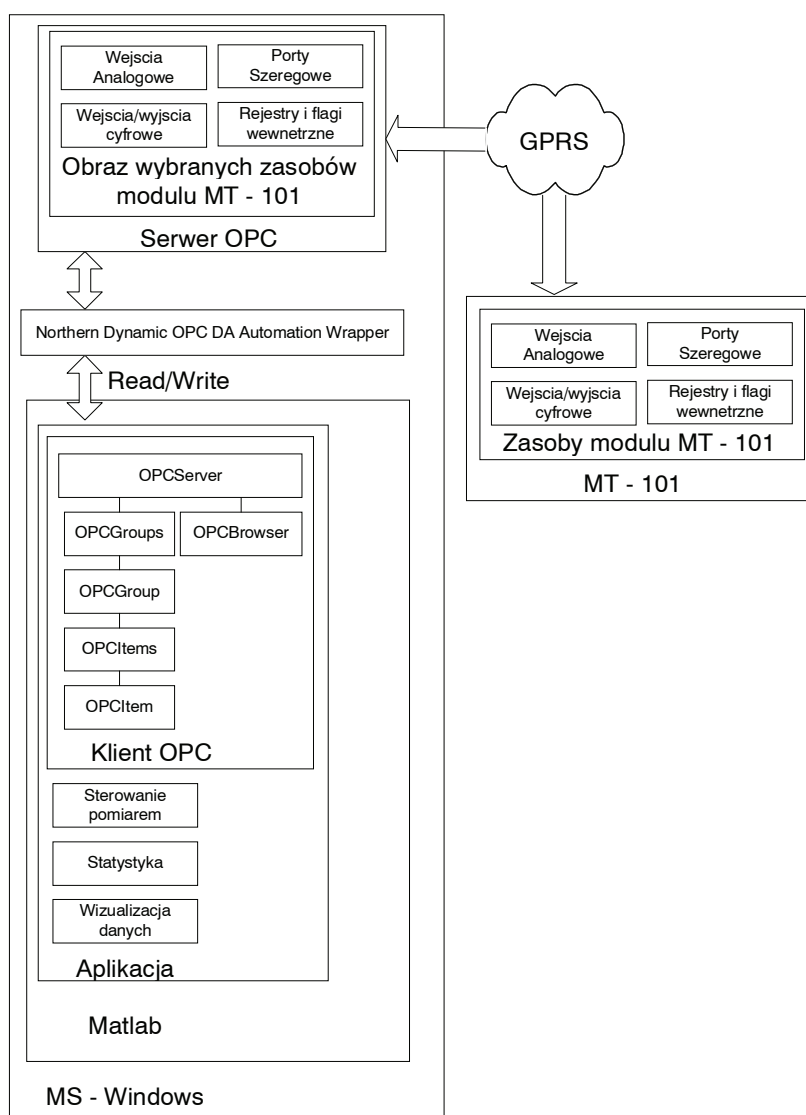 Wejscia
Analogowe
Porty
Szeregowe
Wejscia/wyjscia
cyfrowe
Rejestry i flagi
wewnetrzne
Obraz wybranych zasobów
modulu MT - 101
Serwer OPC
GPRS
Northern Dynamic OPC DA Automation Wrapper
Read/Write
Wejscia
Analogowe
Porty
Szeregowe
Wejscia/wyjscia
cyfrowe
Rejestry i flagi
wewnetrzne
Zasoby modulu MT - 101
MT - 101
OPCServer
OPCGroups
OPCBrowser
OPCGroup
OPCItems
OPCItem
Klient OPC
Sterowanie
pomiarem
Statystyka
Wizualizacja
danych
Aplikacja
Matlab
MS - Windows